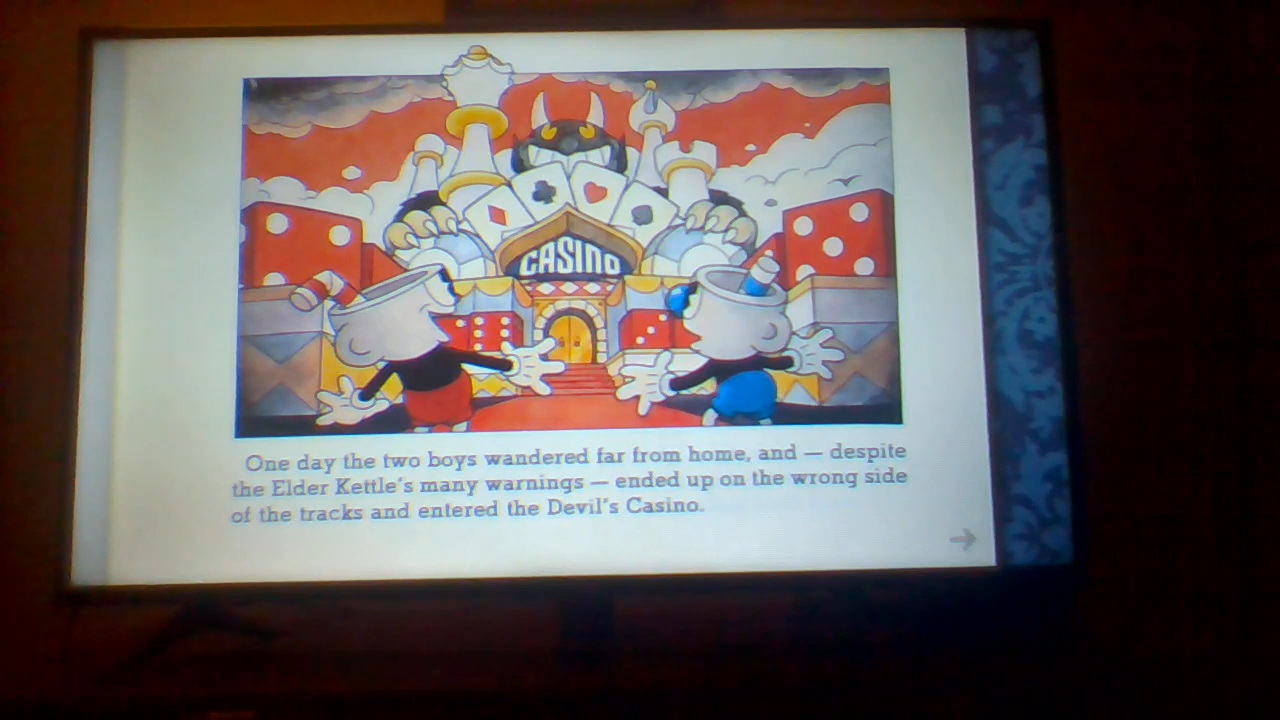 CASINO
One day the two boys wandered far from home, and — despite
the Elder Kettle's many warnings — ended up on the wrong side
of the tracks and entered the Devil's Casino.